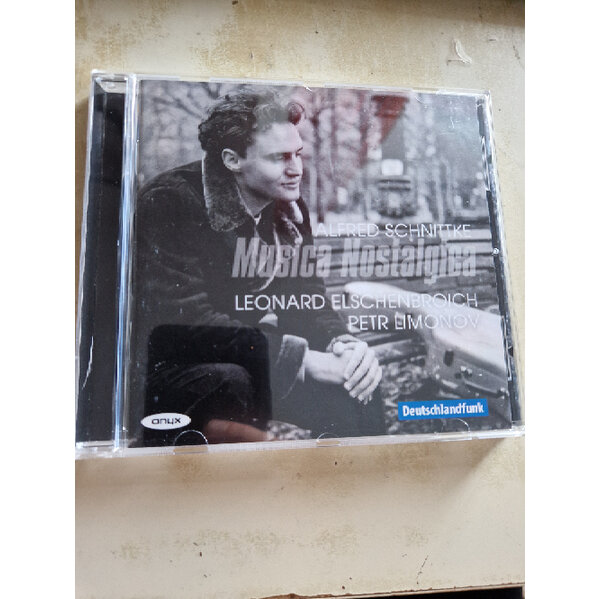 ALFRED SCHNITTKE
Musica Nostalgica
LEONARD ELSCHENBROICH
PETR LIMONOV
Deutschlandfunk
onyx